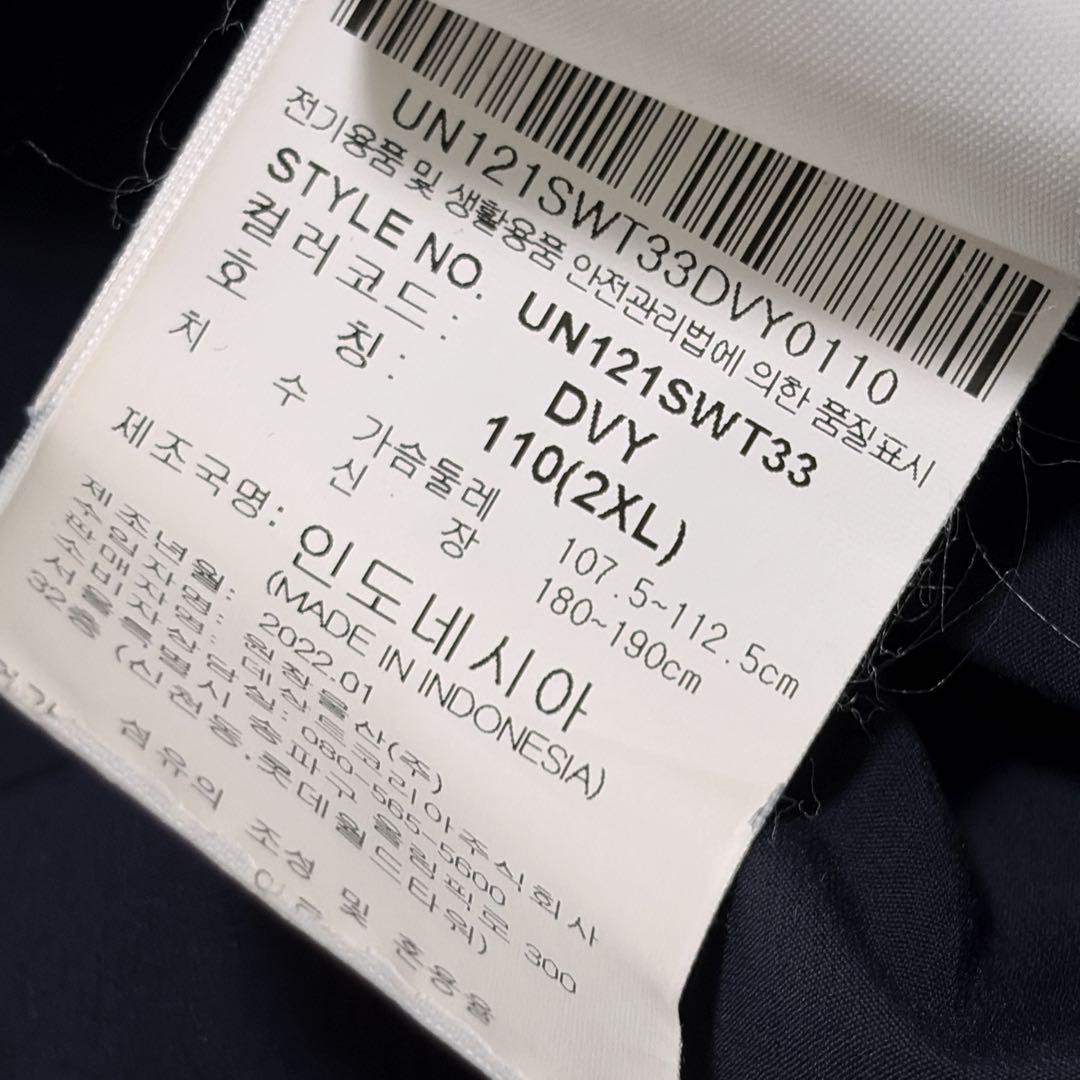 UN121SWT33DVY0110
전기용품 및 생활용품 안전관리법에 의한 품질표시
STYLE NO. UN121SWT33
컬러코드: DVY
호 칭: 110(2XL)
치 수 가슴둘레 107.5~112.5cm
신 장 180~190cm
제조국명: 인도네시아
(MADE IN INDONESIA)
제조년월: 2022.01
수입자명: 원창물산(주)
판매자명: 데상트코리아주식회사
소비자상담실: 080-565-5600
서울특별시 송파구 올림픽로 300
32층 (신천동,롯데월드타워)
섬유의 조성 및 혼용율